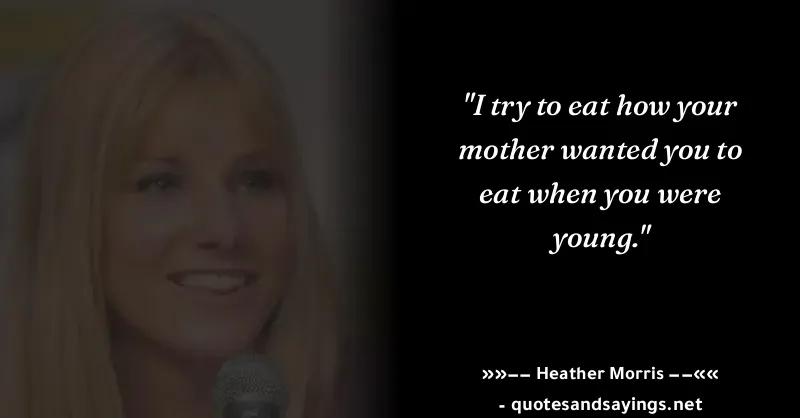 "I try to eat how your
mother wanted you to
eat when you were
young."
»»−− Heather Morris −−««
- quotesandsayings.net